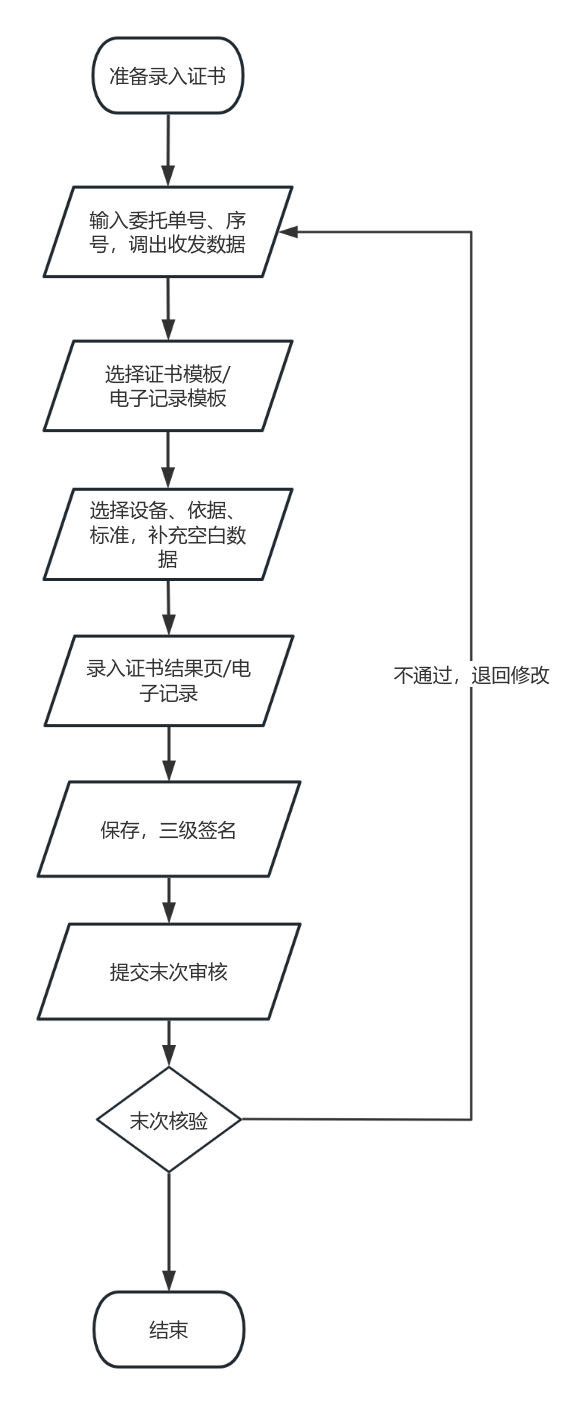 准备录入证书
输入委托单号、序
号，调出收发数据
选择证书模板/
电子记录模板
选择设备、依据、
标准，补充空白数
据
录入证书结果页/电
子记录
不通过，退回修改
保存，三级签名
提交末次审核
末次核验
结束